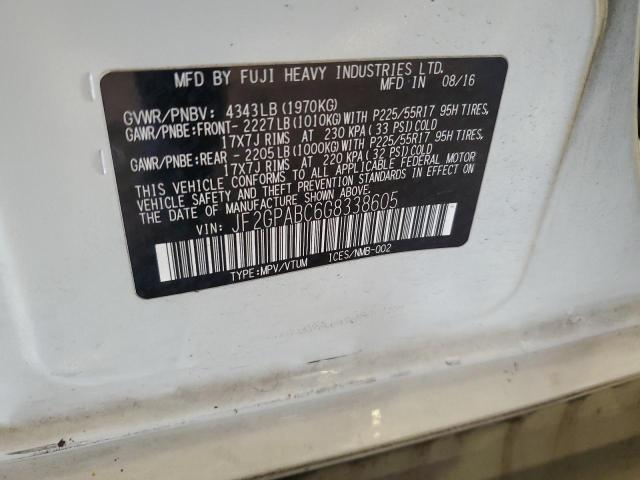 MFD BY FUJI HEAVY INDUSTRIES LTD.
MFD IN 08/16
GVWR/PNBV: 4343LB(1970KG)
GAWR/PNBE:FRONT- 2227LB(1010KG)WITH P225/55R17 95H TIRES,
17X7J RIMS AT 230 KPA(33 PSI)COLD
GAWR/PNBE:REAR - 2205LB(1000KG)WITH P225/55R17 95H TIRES,
17X7J RIMS AT 220 KPA(32 PSI)COLD
THIS VEHICLE CONFORMS TO ALL APPLICABLE FEDERAL MOTOR
VEHICLE SAFETY STANDARDS IN EFFECT ON THE DATE OF
MANUFACTURE SHOWN ABOVE.
VIN: JF2GPABC6G8338605
TYPE:MPV/VTUM ICES/NMB-002